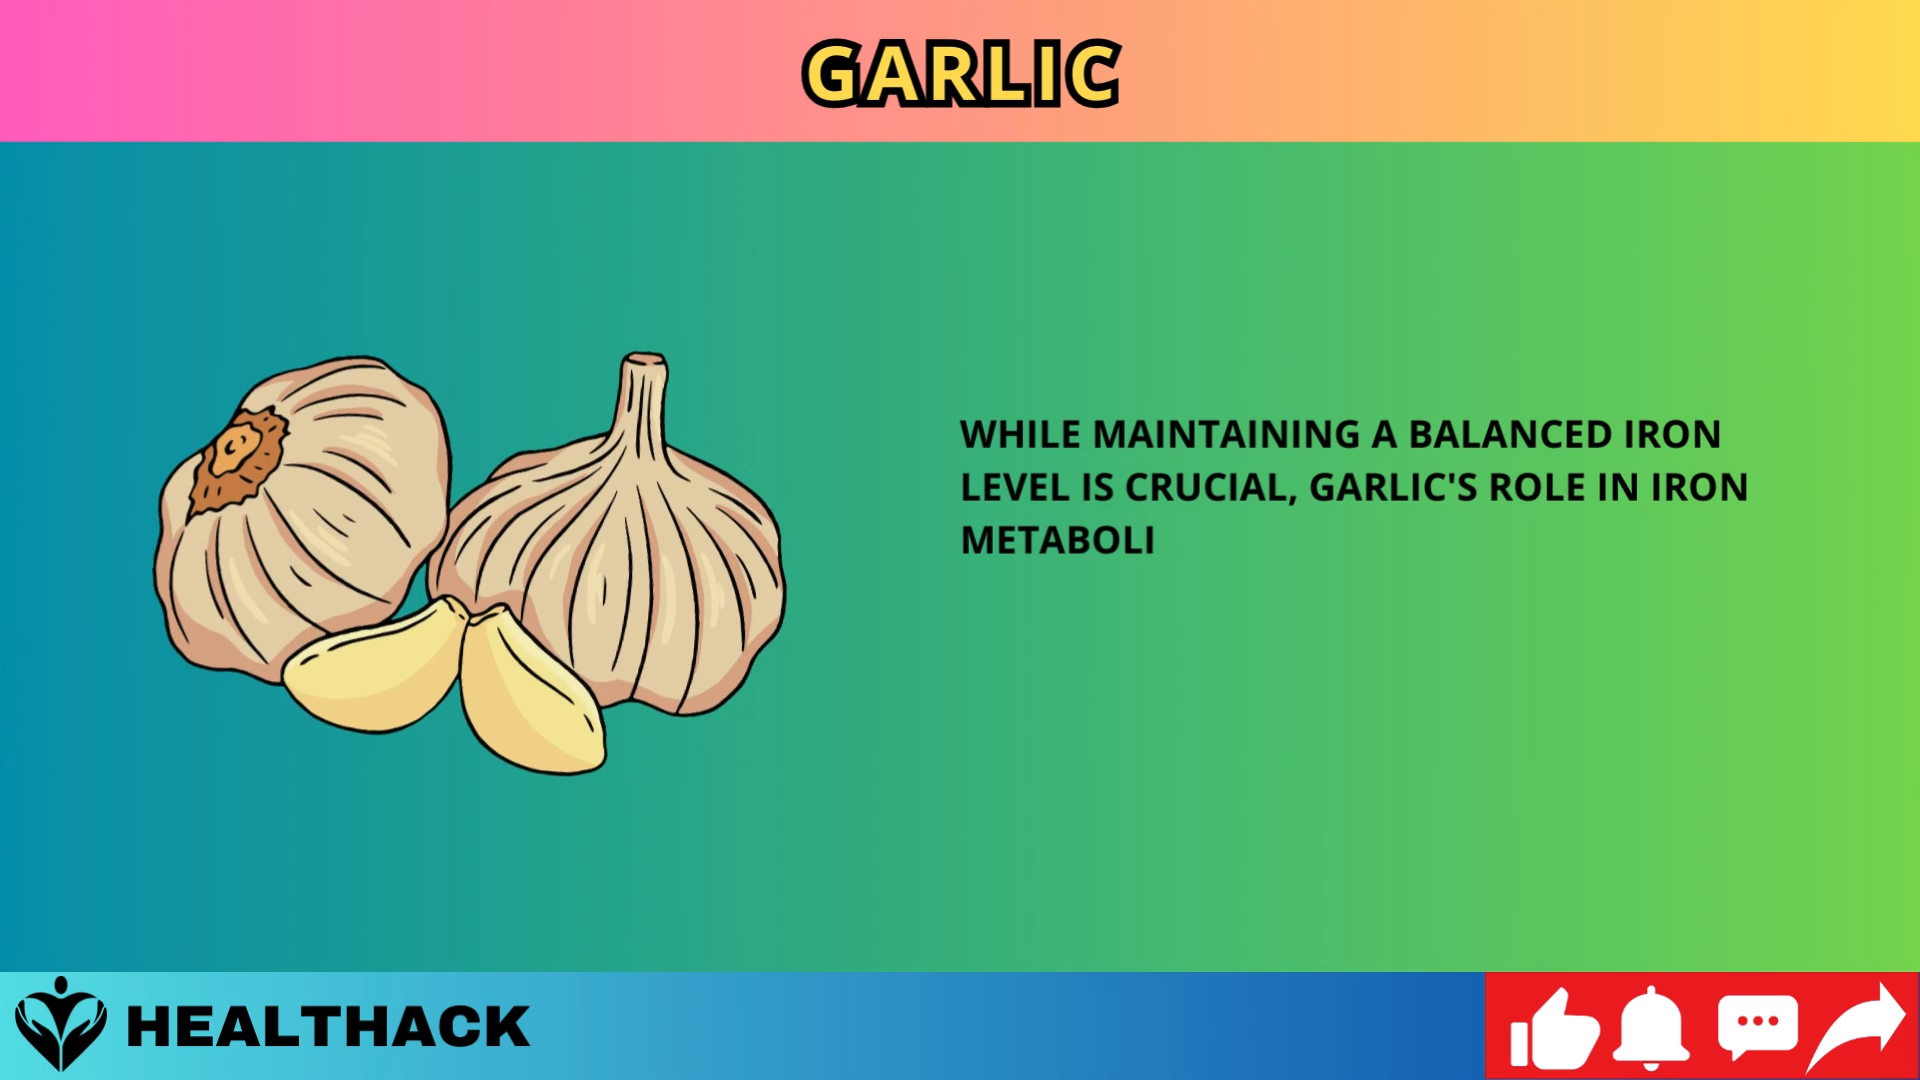 GARLIC
WHILE MAINTAINING A BALANCED IRON
LEVEL IS CRUCIAL, GARLIC'S ROLE IN IRON
METABOLI
HEALTHACK